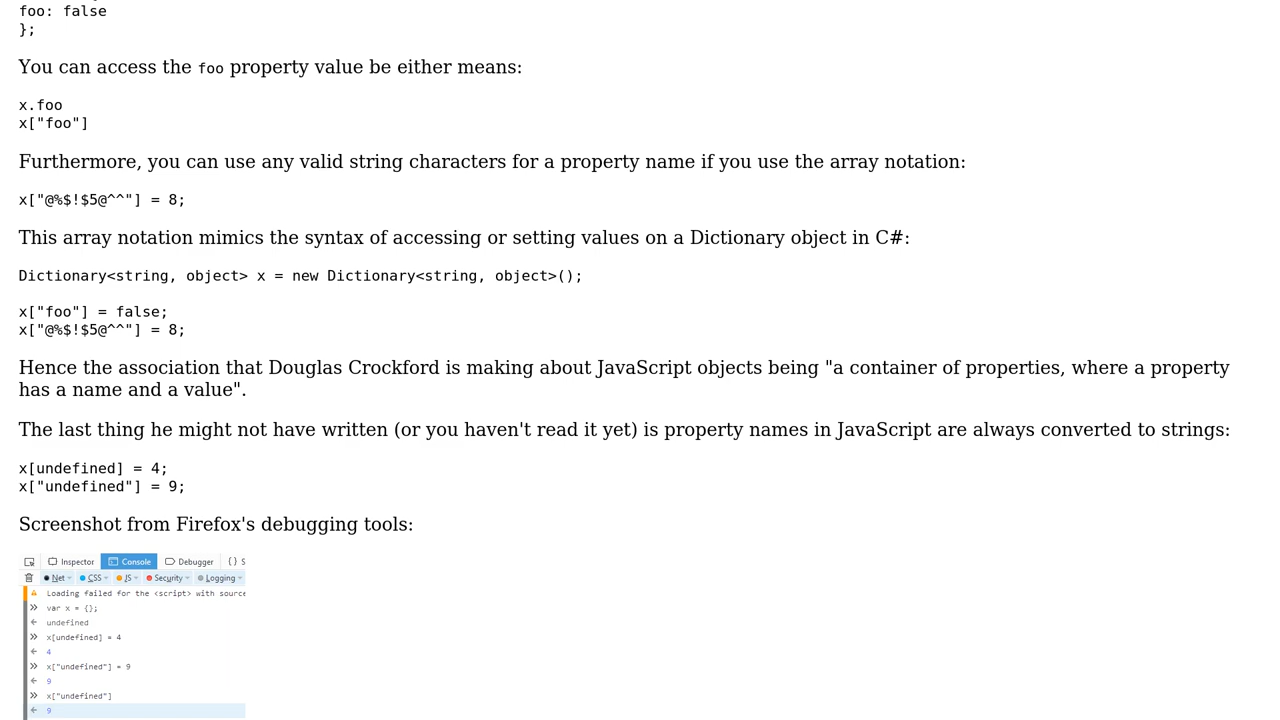 foo: false
};
You can access the foo property value be either means:
x.foo
x["foo"]
Furthermore, you can use any valid string characters for a property name if you use the array notation:
x["@%$!$5@^^"] = 8;
This array notation mimics the syntax of accessing or setting values on a Dictionary object in C#:
Dictionary<string, object> x = new Dictionary<string, object>();
x["foo"] = false;
x["@%$!$5@^^"] = 8;
Hence the association that Douglas Crockford is making about JavaScript objects being "a container of properties, where a property
has a name and a value".
The last thing he might not have written (or you haven't read it yet) is property names in JavaScript are always converted to strings:
x[undefined] = 4;
x["undefined"] = 9;
Screenshot from Firefox's debugging tools:
Inspector Console Debugger {} S
Net CSS JS Security Logging
Loading failed for the <script> with source
» var x = {};
← undefined
» x[undefined] = 4
← 4
» x["undefined"] = 9
← 9
» x["undefined"]
← 9